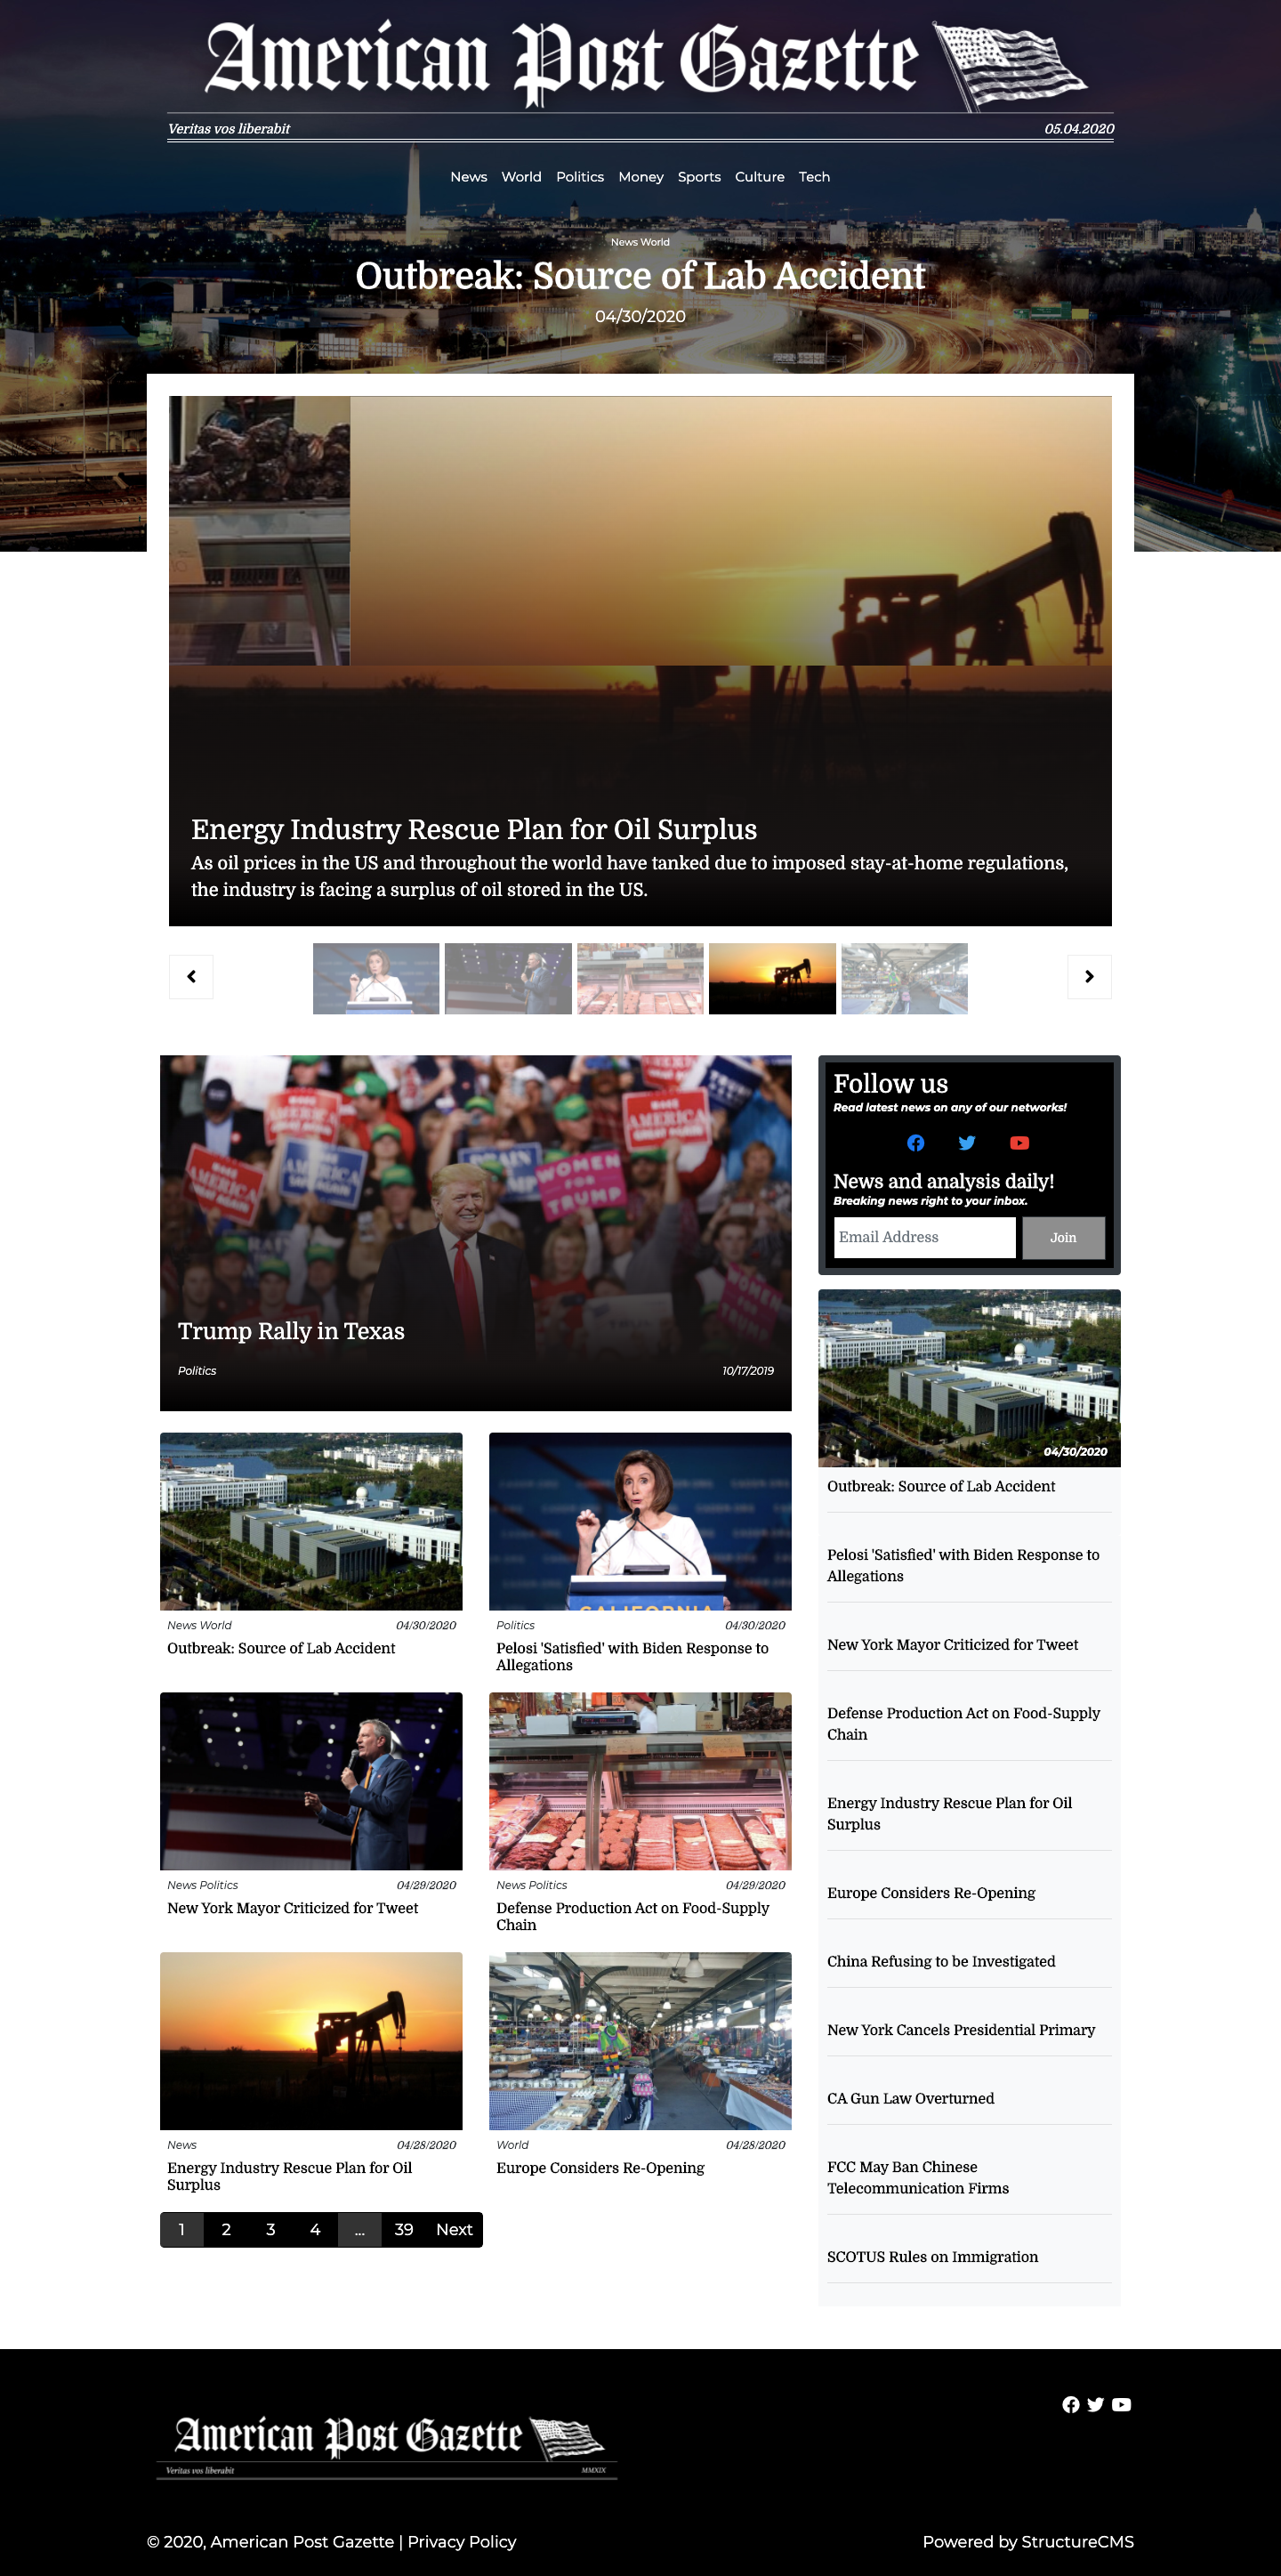 American Post Gazette
Veritas vos liberabit
05.04.2020
News World Politics Money Sports Culture Tech
News World
Outbreak: Source of Lab Accident
04/30/2020
Energy Industry Rescue Plan for Oil Surplus
As oil prices in the US and throughout the world have tanked due to imposed stay-at-home regulations,
the industry is facing a surplus of oil stored in the US.
WOMEN
FOR
TRUMP
Trump Rally in Texas
Politics
10/17/2019
News World
04/30/2020
Outbreak: Source of Lab Accident
CALIFORNIA
Politics
04/30/2020
Pelosi 'Satisfied' with Biden Response to
Allegations
News Politics
04/29/2020
New York Mayor Criticized for Tweet
News Politics
04/29/2020
Defense Production Act on Food-Supply
Chain
News
04/28/2020
Energy Industry Rescue Plan for Oil
Surplus
World
04/28/2020
Europe Considers Re-Opening
1 2 3 4 ... 39 Next
Follow us
Read latest news on any of our networks!
News and analysis daily!
Breaking news right to your inbox.
Email Address
Join
04/30/2020
Outbreak: Source of Lab Accident
Pelosi 'Satisfied' with Biden Response to
Allegations
New York Mayor Criticized for Tweet
Defense Production Act on Food-Supply
Chain
Energy Industry Rescue Plan for Oil
Surplus
Europe Considers Re-Opening
China Refusing to be Investigated
New York Cancels Presidential Primary
CA Gun Law Overturned
FCC May Ban Chinese
Telecommunication Firms
SCOTUS Rules on Immigration
American Post Gazette
Veritas vos liberabit
MMXIX
© 2020, American Post Gazette | Privacy Policy
Powered by StructureCMS